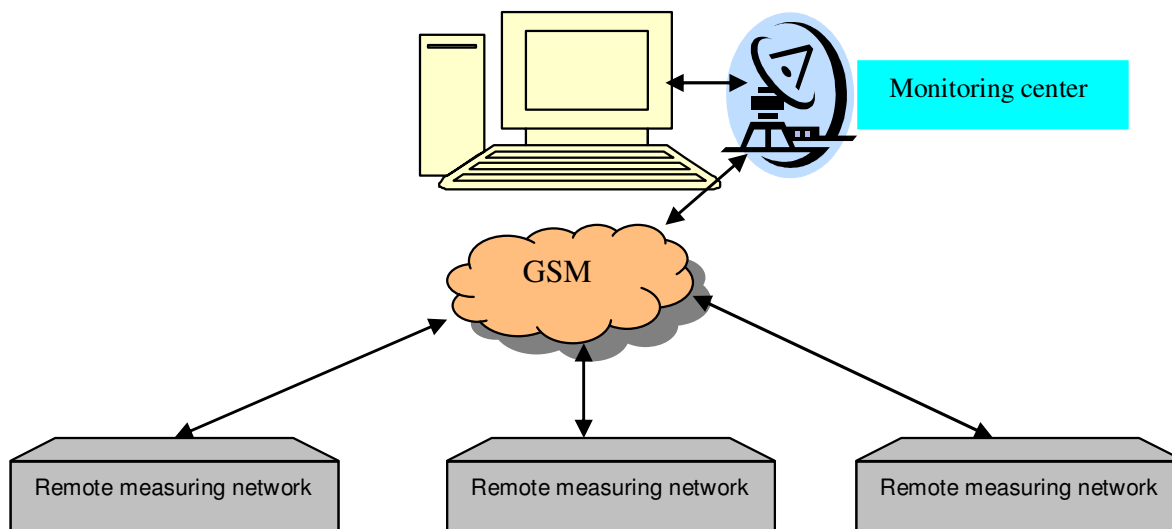 Monitoring center
GSM
Remote measuring network
Remote measuring network
Remote measuring network